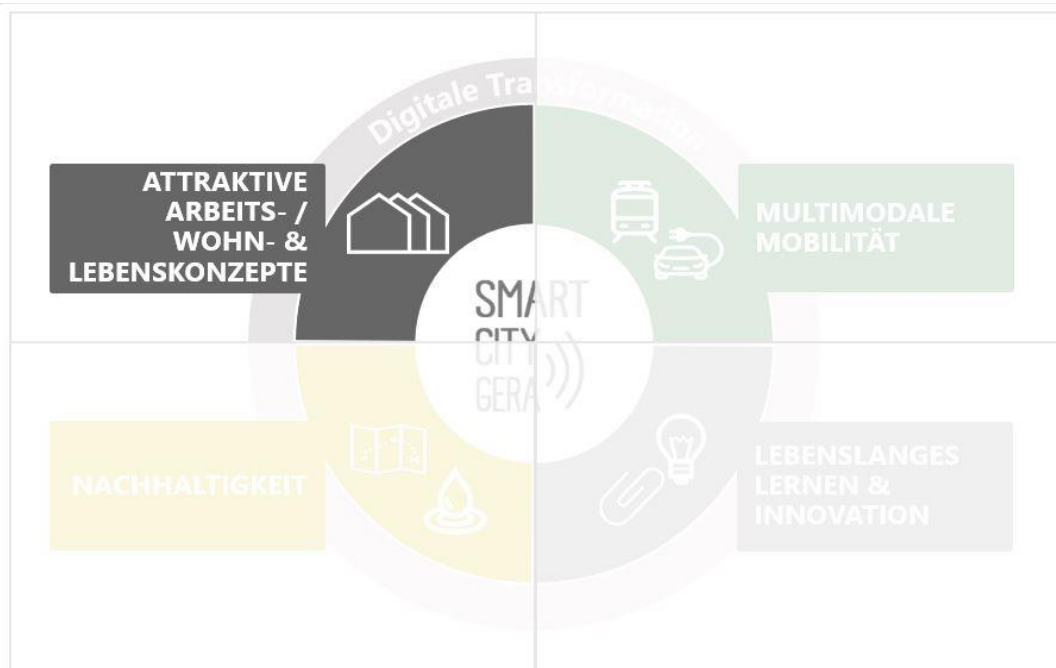 Digitale Transformation
ATTRAKTIVE
ARBEITS- /
WOHN- &
LEBENSKONZEPTE
MULTIMODALE
MOBILITÄT
SMART
CITY
GERA
NACHHALTIGKEIT
LEBENSLANGES
LERNEN &
INNOVATION